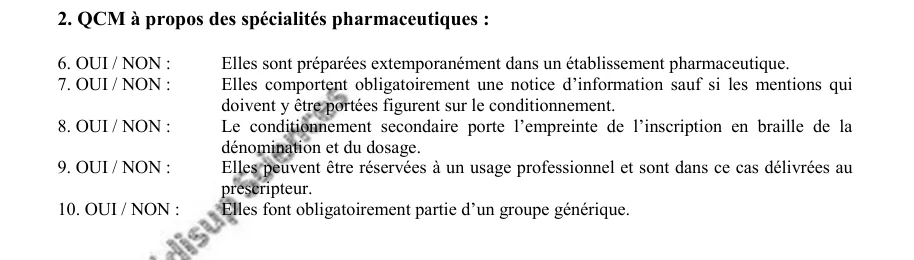 2. QCM à propos des spécialités pharmaceutiques :
6. OUI / NON : Elles sont préparées extemporanément dans un établissement pharmaceutique.
7. OUI / NON : Elles comportent obligatoirement une notice d’information sauf si les mentions qui
doivent y être portées figurent sur le conditionnement.
8. OUI / NON : Le conditionnement secondaire porte l’empreinte de l’inscription en braille de la
dénomination et du dosage.
9. OUI / NON : Elles peuvent être réservées à un usage professionnel et sont dans ce cas délivrées au
prescripteur.
10. OUI / NON : Elles font obligatoirement partie d’un groupe générique.
disup Sciences